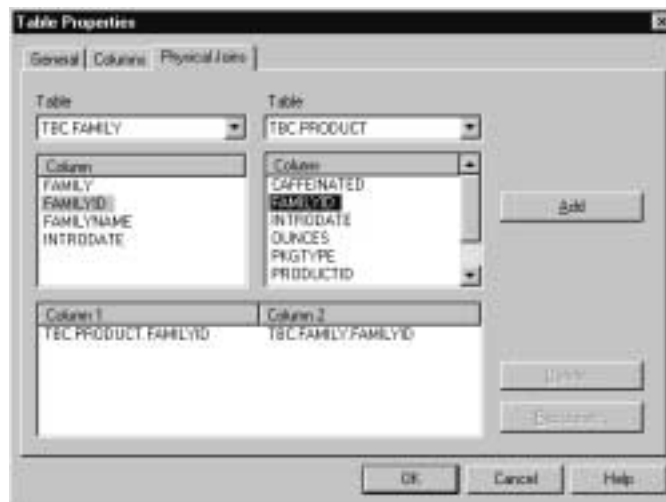 Table Properties
General Columns Physical Joins
Table Table
TBC.FAMILY TBC.PRODUCT
Column Column
FAMILY CAFFEINATED
FAMILYID FAMILYID
FAMILYNAME INTRODATE
INTRODATE OUNCES
PKGTYPE
PRODUCTID
Add
Column 1 Column 2
TBC.PRODUCT.FAMILYID TBC.FAMILY.FAMILYID
OK Cancel Help